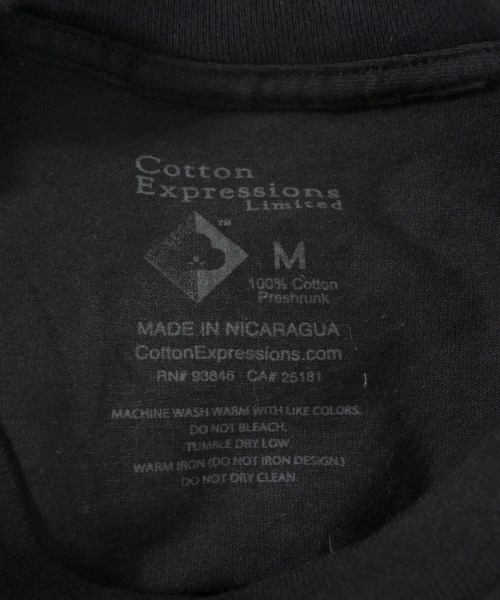 Cotton
Expressions
Limited
™
M
100% Cotton
Preshrunk
MADE IN NICARAGUA
CottonExpressions.com
RN# 93846 CA# 25181
MACHINE WASH WARM WITH LIKE COLORS.
DO NOT BLEACH.
TUMBLE DRY LOW.
WARM IRON (DO NOT IRON DESIGN.)
DO NOT DRY CLEAN